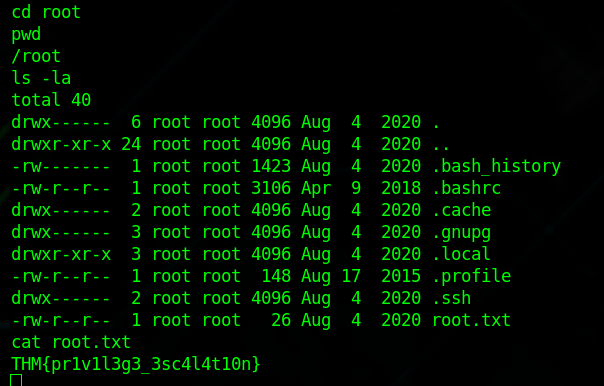 cd root
pwd
/root
ls -la
total 40
drwx------  6 root root 4096 Aug  4  2020 .
drwxr-xr-x 24 root root 4096 Aug  4  2020 ..
-rw-------  1 root root 1423 Aug  4  2020 .bash_history
-rw-r--r--  1 root root 3106 Apr  9  2018 .bashrc
drwx------  2 root root 4096 Aug  4  2020 .cache
drwx------  3 root root 4096 Aug  4  2020 .gnupg
drwxr-xr-x  3 root root 4096 Aug  4  2020 .local
-rw-r--r--  1 root root  148 Aug 17  2015 .profile
drwx------  2 root root 4096 Aug  4  2020 .ssh
-rw-r--r--  1 root root   26 Aug  4  2020 root.txt
cat root.txt
THM{pr1v1l3g3_3sc4l4t10n}